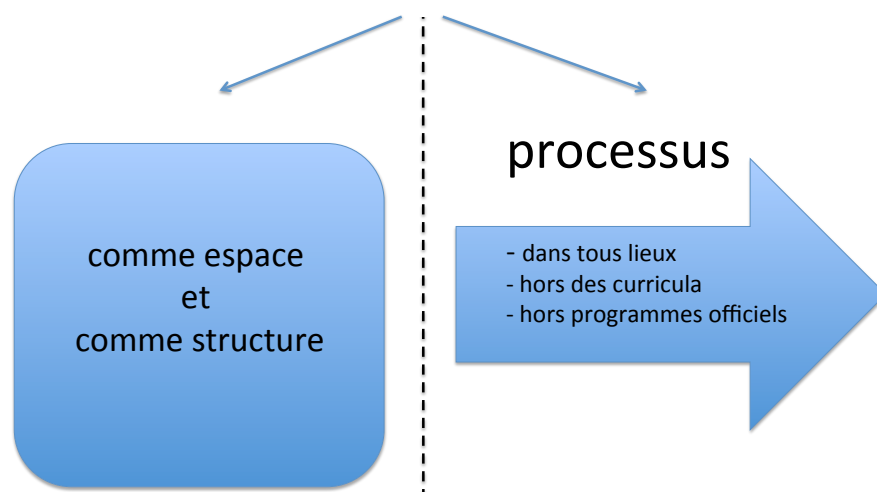 comme espace
et
comme structure
processus
- dans tous lieux
- hors des curricula
- hors programmes officiels